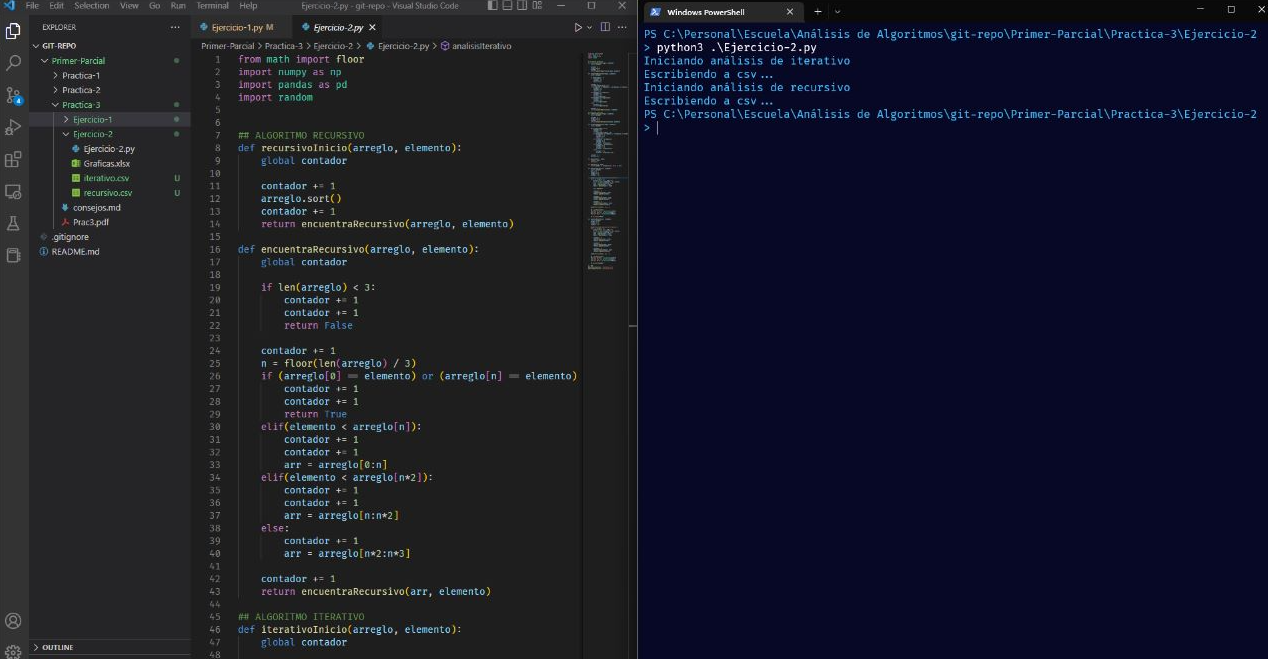 File Edit Selection View Go Run Terminal Help Ejercicio-2.py - git-repo - Visual Studio Code
EXPLORER
GIT-REPO
Primer-Parcial
Practica-1
Practica-2
Practica-3
Ejercicio-1
Ejercicio-2
Ejercicio-2.py
Graficas.xlsx
iterativo.csv U
recursivo.csv U
consejos.md
Prac3.pdf
.gitignore
README.md
OUTLINE
4
Ejercicio-1.py M Ejercicio-2.py
Primer-Parcial > Practica-3 > Ejercicio-2 > Ejercicio-2.py > analisisIterativo
1 from math import floor
2 import numpy as np
3 import pandas as pd
4 import random
5
6
7 ## ALGORITMO RECURSIVO
8 def recursivoInicio(arreglo, elemento):
9 global contador
10
11 contador += 1
12 arreglo.sort()
13 contador += 1
14 return encuentraRecursivo(arreglo, elemento)
15
16 def encuentraRecursivo(arreglo, elemento):
17 global contador
18
19 if len(arreglo) < 3:
20 contador += 1
21 contador += 1
22 return False
23
24 contador += 1
25 n = floor(len(arreglo) / 3)
26 if (arreglo[0] == elemento) or (arreglo[n] == elemento)
27 contador += 1
28 contador += 1
29 return True
30 elif(elemento < arreglo[n]):
31 contador += 1
32 contador += 1
33 arr = arreglo[0:n]
34 elif(elemento < arreglo[n*2]):
35 contador += 1
36 contador += 1
37 arr = arreglo[n:n*2]
38 else:
39 contador += 1
40 arr = arreglo[n*2:n*3]
41
42 contador += 1
43 return encuentraRecursivo(arr, elemento)
44
45 ## ALGORITMO ITERATIVO
46 def iterativoInicio(arreglo, elemento):
47 global contador
48
Windows PowerShell
PS C:\Personal\Escuela\Análisis de Algoritmos\git-repo\Primer-Parcial\Practica-3\Ejercicio-2
> python3 .\Ejercicio-2.py
Iniciando análisis de iterativo
Escribiendo a csv...
Iniciando análisis de recursivo
Escribiendo a csv...
PS C:\Personal\Escuela\Análisis de Algoritmos\git-repo\Primer-Parcial\Practica-3\Ejercicio-2
>